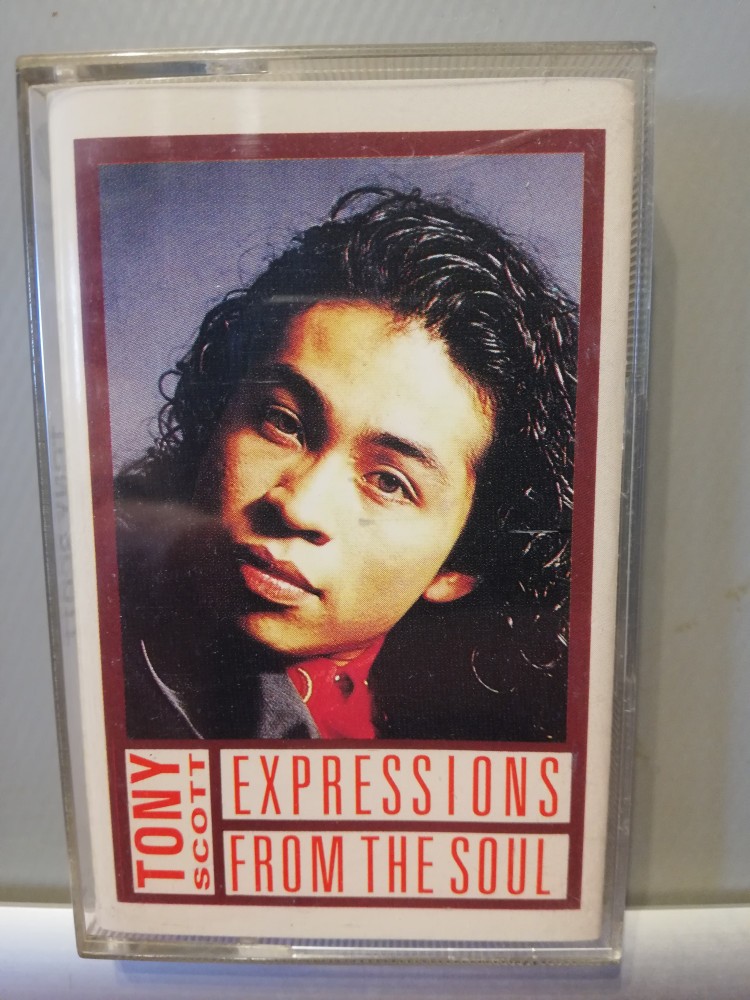 TONY
SCOTT
EXPRESSIONS
FROM THE SOUL